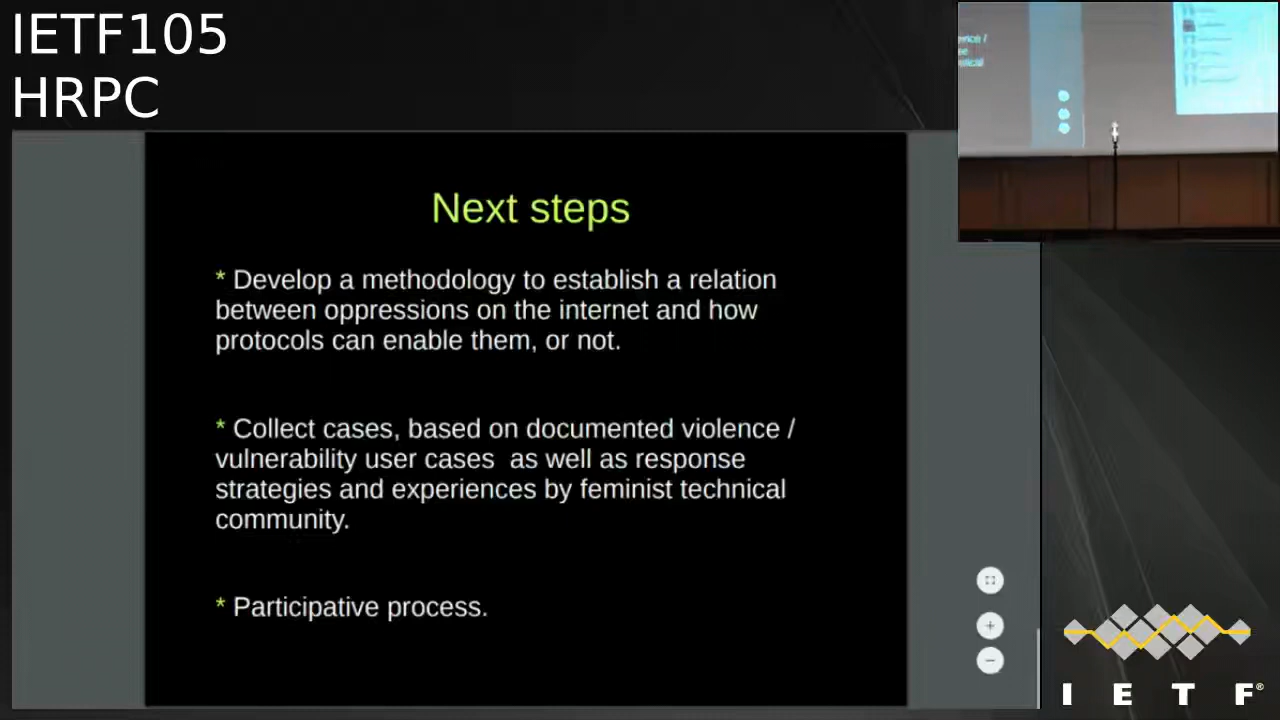 IETF105
HRPC
Next steps
* Develop a methodology to establish a relation
between oppressions on the internet and how
protocols can enable them, or not.
* Collect cases, based on documented violence /
vulnerability user cases  as well as response
strategies and experiences by feminist technical
community.
* Participative process.
I E T F®